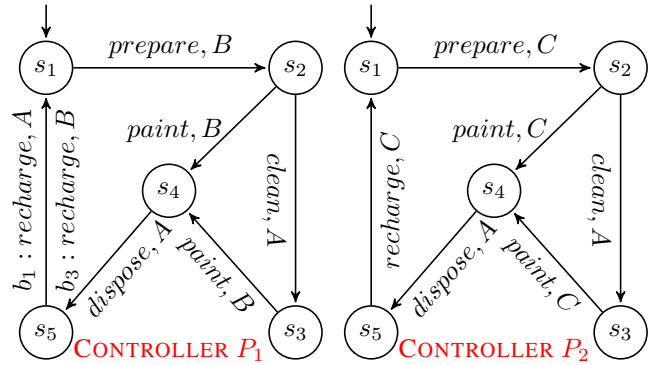 prepare, B
s1
s2
paint, B
clean, A
s4
b1 : recharge, A
b3 : recharge, B
dispose, A
paint, B
s5
s3
CONTROLLER P1
prepare, C
s1
s2
paint, C
clean, A
s4
recharge, C
dispose, A
paint, C
s5
s3
CONTROLLER P2